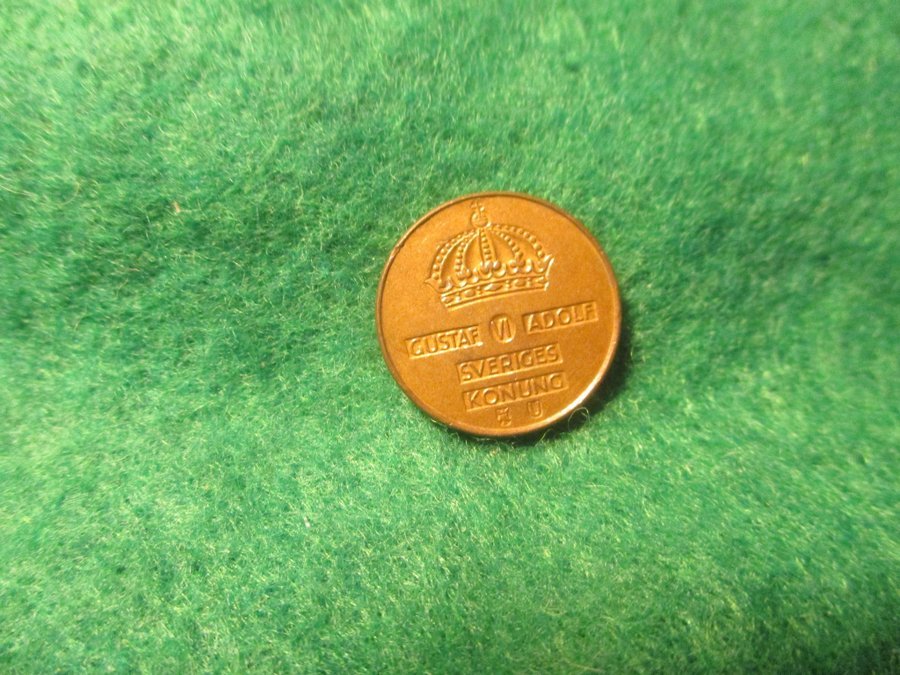 GUSTAF VI ADOLF
SVERIGES
KONUNG
U